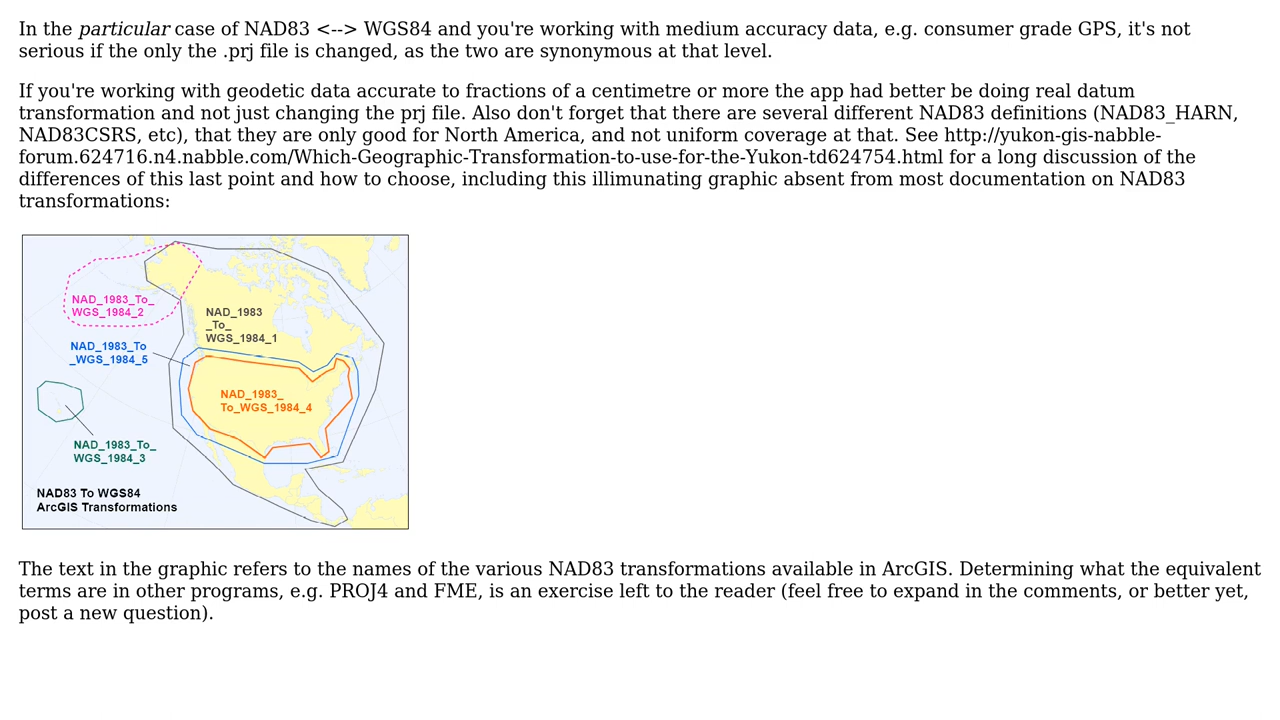 In the particular case of NAD83 <--> WGS84 and you're working with medium accuracy data, e.g. consumer grade GPS, it's not
serious if the only the .prj file is changed, as the two are synonymous at that level.
If you're working with geodetic data accurate to fractions of a centimetre or more the app had better be doing real datum
transformation and not just changing the prj file. Also don't forget that there are several different NAD83 definitions (NAD83_HARN,
NAD83CSRS, etc), that they are only good for North America, and not uniform coverage at that. See http://yukon-gis-nabble-
forum.624716.n4.nabble.com/Which-Geographic-Transformation-to-use-for-the-Yukon-td624754.html for a long discussion of the
differences of this last point and how to choose, including this illimunating graphic absent from most documentation on NAD83
transformations:
NAD_1983_To_
WGS_1984_2
NAD_1983
_To_
WGS_1984_1
NAD_1983_To
_WGS_1984_5
NAD_1983_
To_WGS_1984_4
NAD_1983_To_
WGS_1984_3
NAD83 To WGS84
ArcGIS Transformations
The text in the graphic refers to the names of the various NAD83 transformations available in ArcGIS. Determining what the equivalent
terms are in other programs, e.g. PROJ4 and FME, is an exercise left to the reader (feel free to expand in the comments, or better yet,
post a new question).